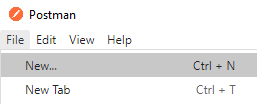 Postman
File Edit View Help
New... Ctrl + N
New Tab Ctrl + T